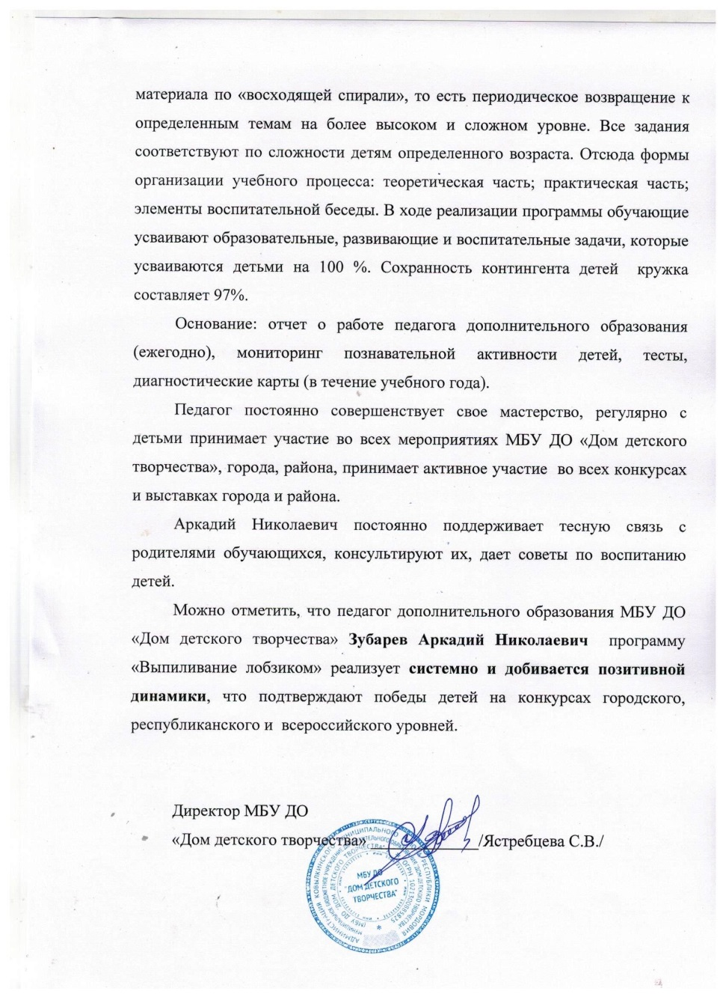 материала по «восходящей спирали», то есть периодическое возвращение к
определенным темам на более высоком и сложном уровне. Все задания
соответствуют по сложности детям определенного возраста. Отсюда формы
организации учебного процесса: теоретическая часть; практическая часть;
элементы воспитательной беседы. В ходе реализации программы обучающие
усваивают образовательные, развивающие и воспитательные задачи, которые
усваиваются детьми на 100 %. Сохранность контингента детей кружка
составляет 97%.
Основание: отчет о работе педагога дополнительного образования
(ежегодно), мониторинг познавательной активности детей, тесты,
диагностические карты (в течение учебного года).
Педагог постоянно совершенствует свое мастерство, регулярно с
детьми принимает участие во всех мероприятиях МБУ ДО «Дом детского
творчества», города, района, принимает активное участие во всех конкурсах
и выставках города и района.
Аркадий Николаевич постоянно поддерживает тесную связь с
родителями обучающихся, консультируют их, дает советы по воспитанию
детей.
Можно отметить, что педагог дополнительного образования МБУ ДО
«Дом детского творчества» Зубарев Аркадий Николаевич программу
«Выпиливание лобзиком» реализует системно и добивается позитивной
динамики, что подтверждают победы детей на конкурсах городского,
республиканского и всероссийского уровней.
Директор МБУ ДО
«Дом детского творчества» /Ястребцева С.В./
МБУ ДО
"ДОМ ДЕТСКОГО
ТВОРЧЕСТВА"
АДМИНИСТРАЦИЯ КОВЫЛКИНСКОГО МУНИЦИПАЛЬНОГО РЕСПУБЛИКИ МОРДОВИЯ